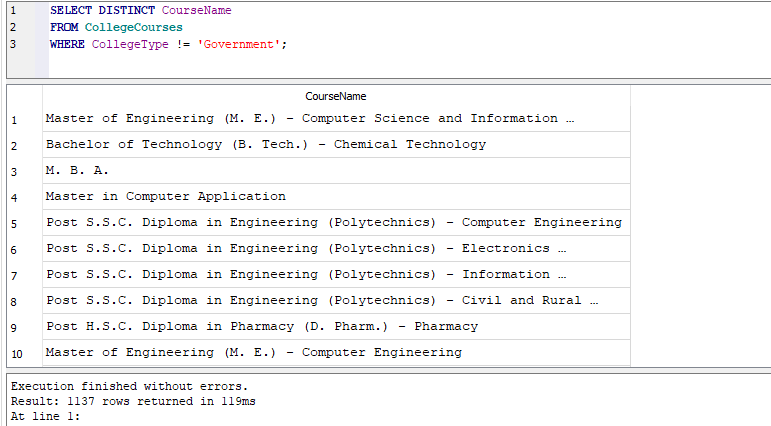 1 SELECT DISTINCT CourseName
2 FROM CollegeCourses
3 WHERE CollegeType != 'Government';
CourseName
1 Master of Engineering (M. E.) - Computer Science and Information …
2 Bachelor of Technology (B. Tech.) - Chemical Technology
3 M. B. A.
4 Master in Computer Application
5 Post S.S.C. Diploma in Engineering (Polytechnics) - Computer Engineering
6 Post S.S.C. Diploma in Engineering (Polytechnics) - Electronics …
7 Post S.S.C. Diploma in Engineering (Polytechnics) - Information …
8 Post S.S.C. Diploma in Engineering (Polytechnics) - Civil and Rural …
9 Post H.S.C. Diploma in Pharmacy (D. Pharm.) - Pharmacy
10 Master of Engineering (M. E.) - Computer Engineering
Execution finished without errors.
Result: 1137 rows returned in 119ms
At line 1: